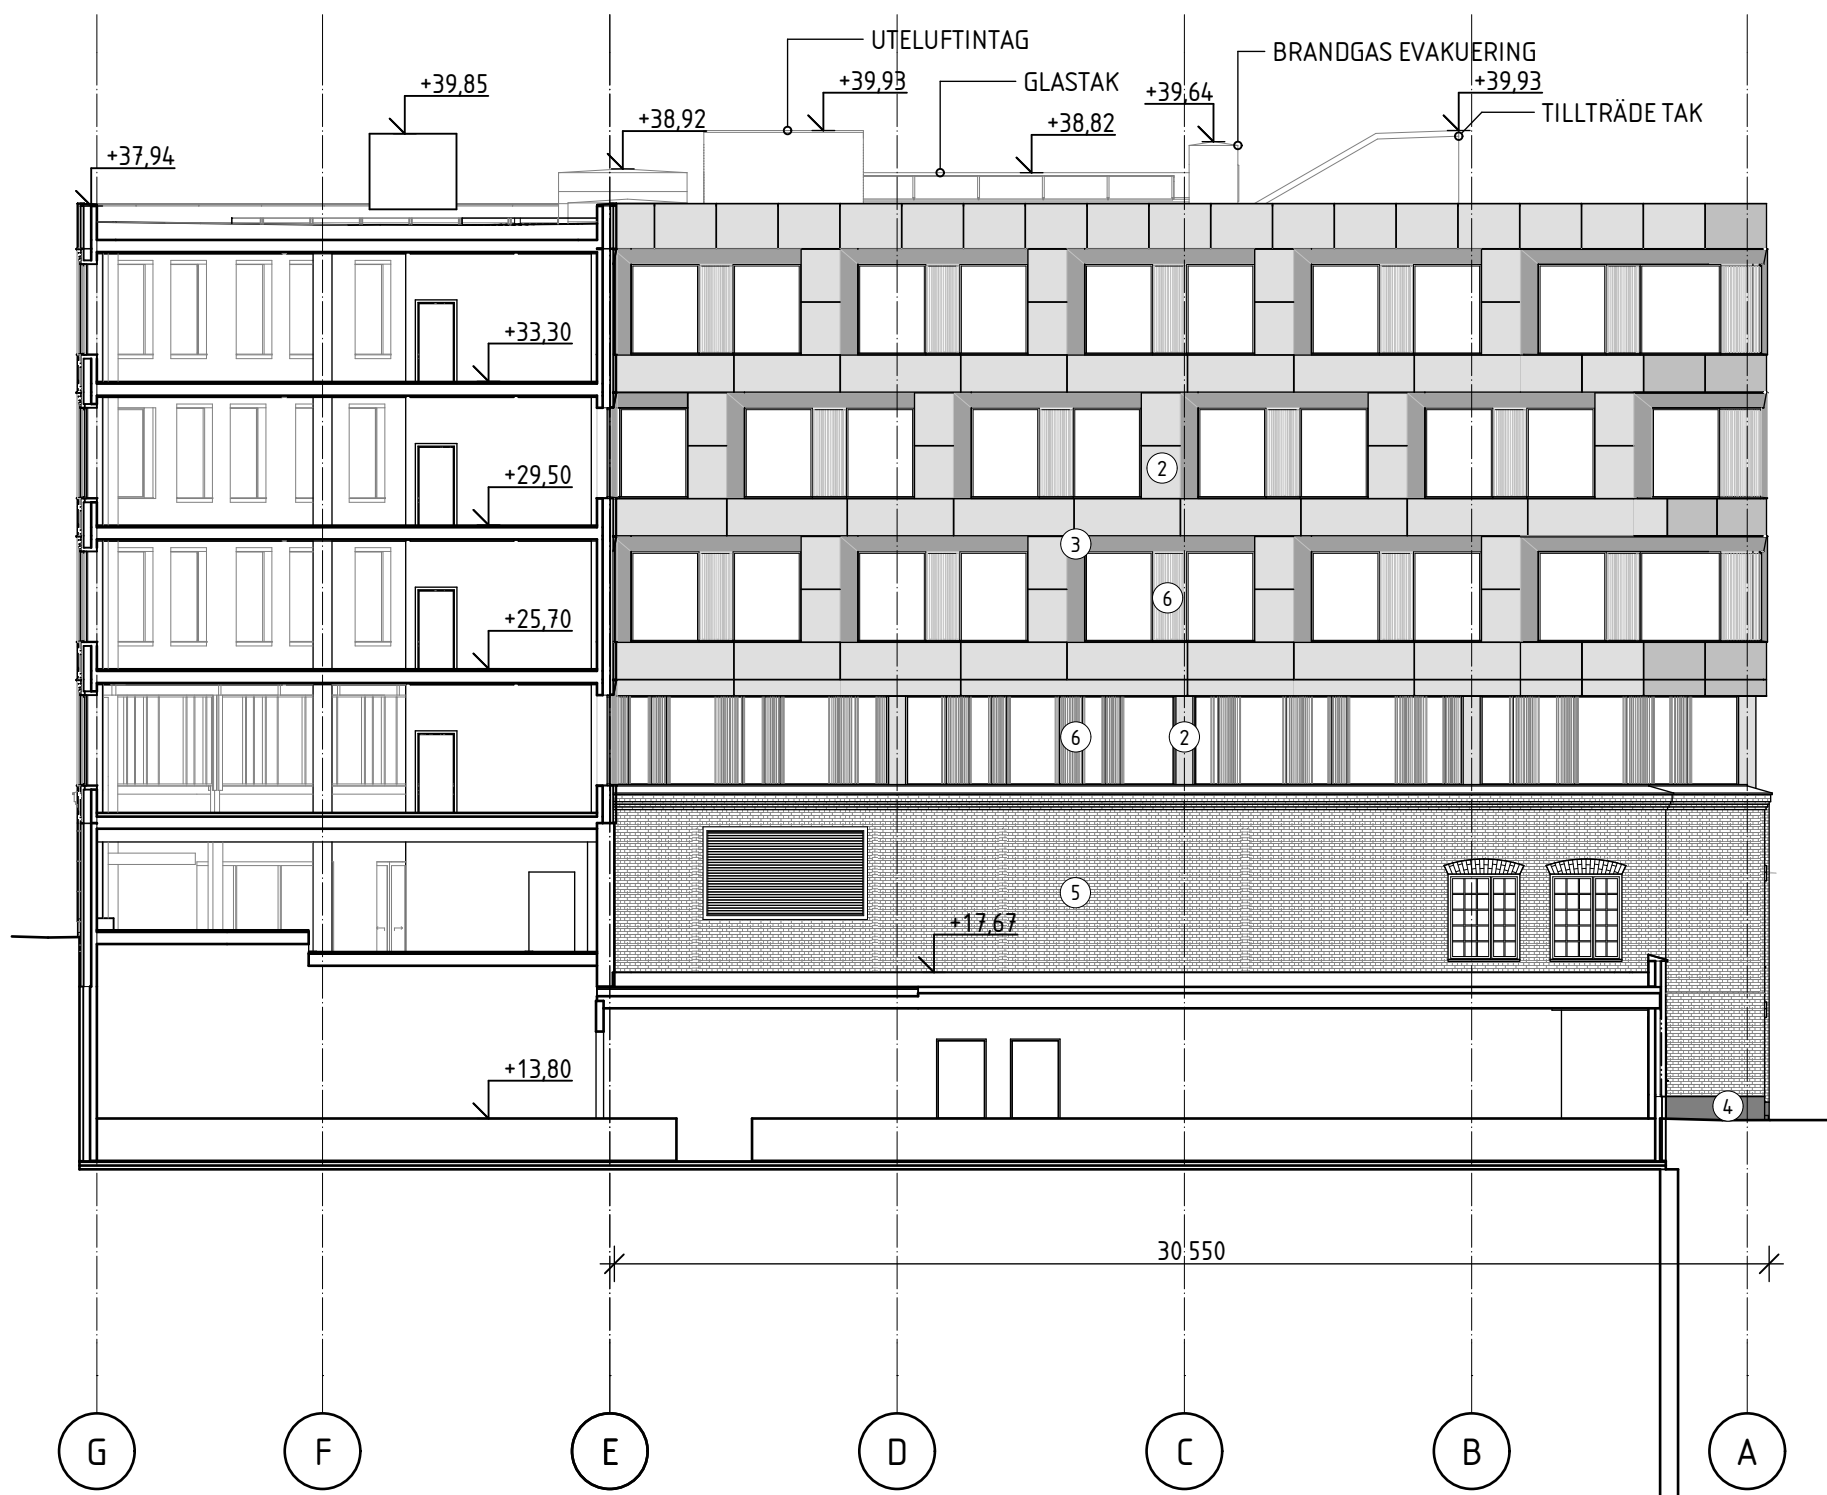 UTELUFTINTAG
BRANDGAS EVAKUERING
+39,85
+39,93
GLASTAK
+39,64
+39,93
+38,92
+38,82
TILLTRÄDE TAK
+37,94
+33,30
+29,50
2
3
6
+25,70
6
2
5
+17,67
+13,80
4
30 550
G
F
E
D
C
B
A